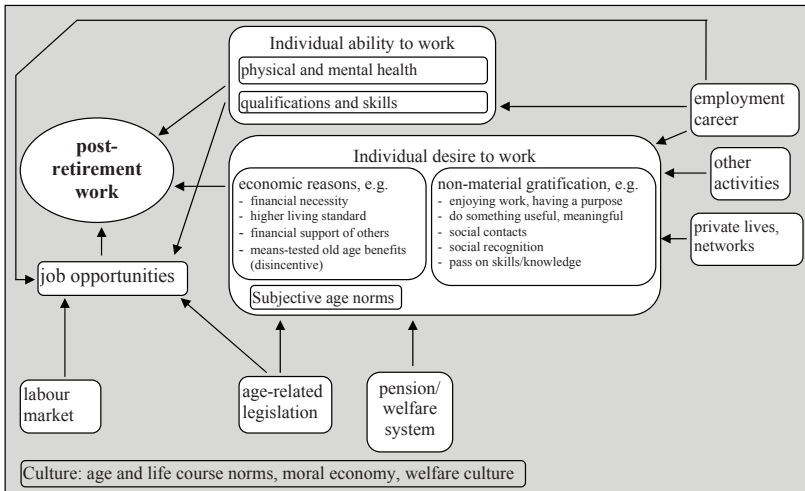 Individual ability to work
physical and mental health
qualifications and skills
employment
career
post-
retirement
work
Individual desire to work
economic reasons, e.g.
- financial necessity
- higher living standard
- financial support of others
- means-tested old age benefits
(disincentive)
non-material gratification, e.g.
- enjoying work, having a purpose
- do something useful, meaningful
- social contacts
- social recognition
- pass on skills/knowledge
Subjective age norms
other
activities
private lives,
networks
job opportunities
labour
market
age-related
legislation
pension/
welfare
system
Culture: age and life course norms, moral economy, welfare culture